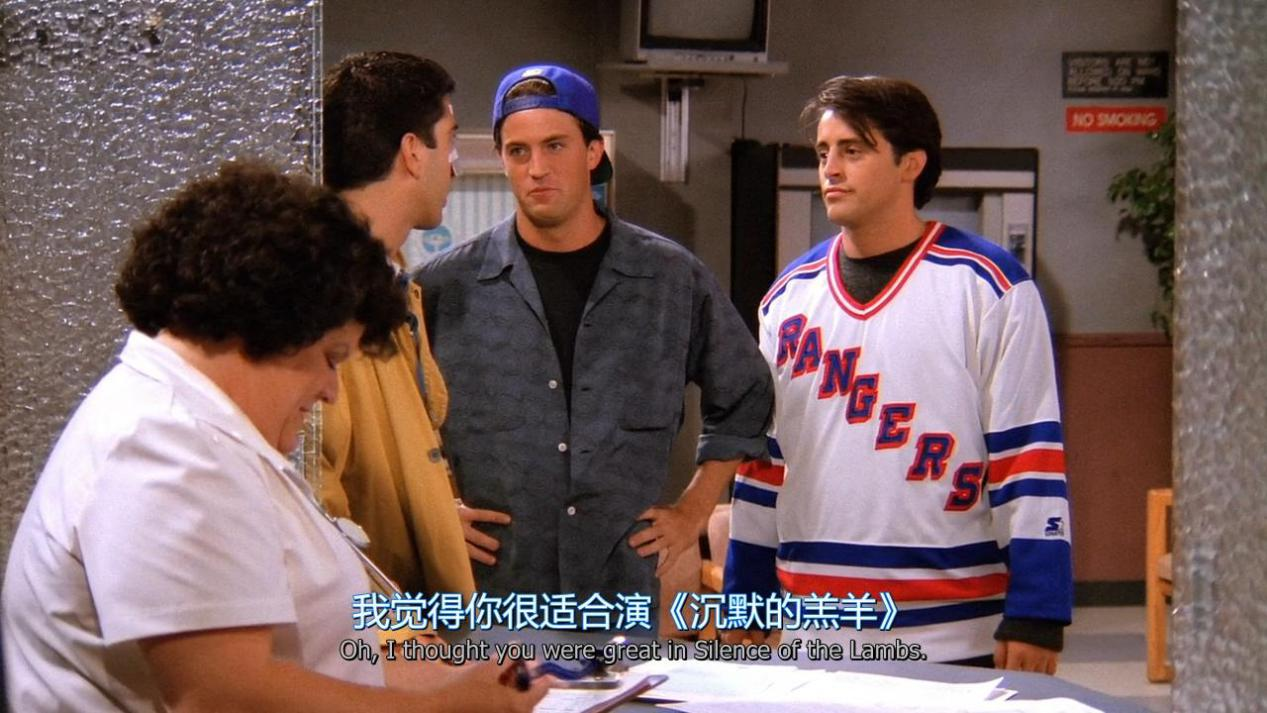 NO SMOKING
RANGERS
我觉得你很适合演《沉默的羔羊》
Oh, I thought you were great in Silence of the Lambs.